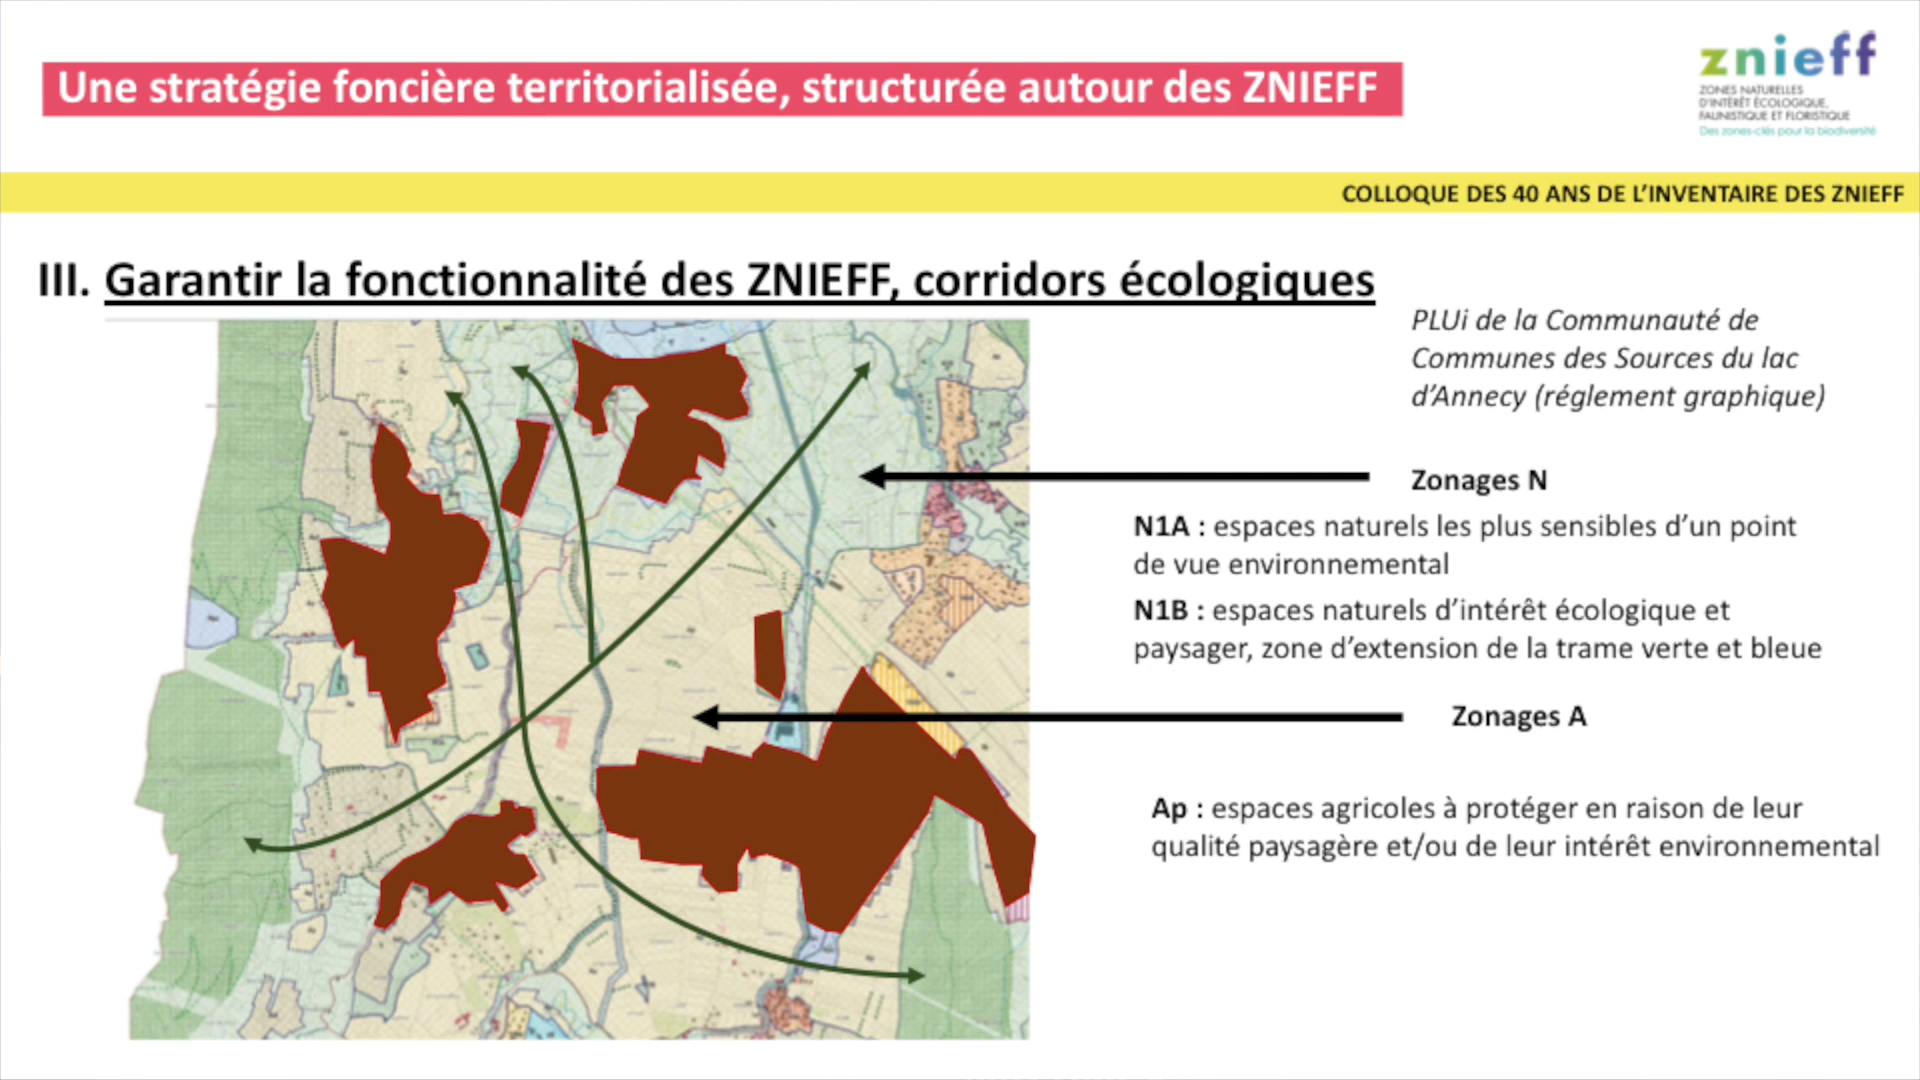 Une stratégie foncière territorialisée, structurée autour des ZNIEFF
znieff
ZONES NATURELLES
D'INTÉRÊT ÉCOLOGIQUE,
FAUNISTIQUE ET FLORISTIQUE
Des zones-clés pour la biodiversité
COLLOQUE DES 40 ANS DE L'INVENTAIRE DES ZNIEFF
III. Garantir la fonctionnalité des ZNIEFF, corridors écologiques
PLUi de la Communauté de
Communes des Sources du lac
d'Annecy (réglement graphique)
Zonages N
N1A : espaces naturels les plus sensibles d'un point
de vue environnemental
N1B : espaces naturels d'intérêt écologique et
paysager, zone d'extension de la trame verte et bleue
Zonages A
Ap : espaces agricoles à protéger en raison de leur
qualité paysagère et/ou de leur intérêt environnemental